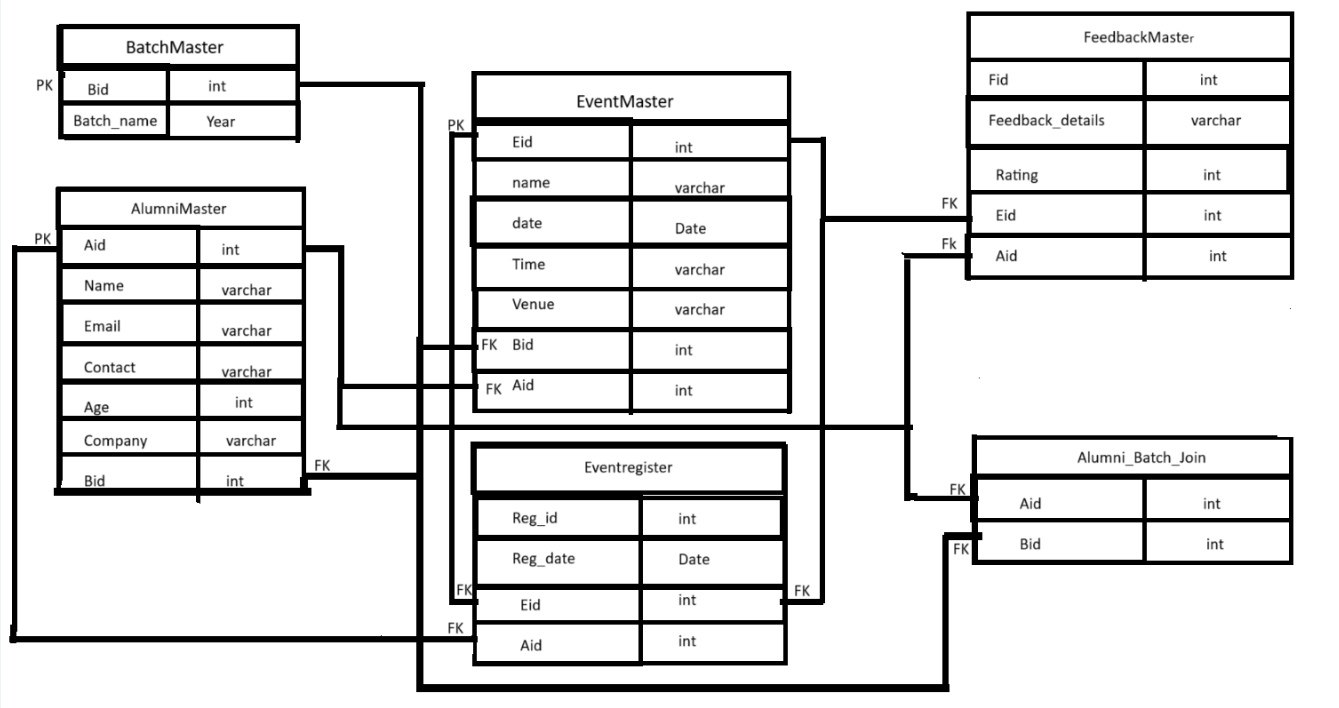 BatchMaster
PK Bid int
Batch_name Year
AlumniMaster
PK Aid int
Name varchar
Email varchar
Contact varchar
Age int
Company varchar
Bid int FK
EventMaster
PK Eid int
name varchar
date Date
Time varchar
Venue varchar
FK Bid int
FK Aid int
Eventregister
Reg_id int
Reg_date Date
FK Eid int FK
FK Aid int
FeedbackMaster
Fid int
Feedback_details varchar
Rating int
FK Eid int
Fk Aid int
Alumni_Batch_Join
FK Aid int
FK Bid int